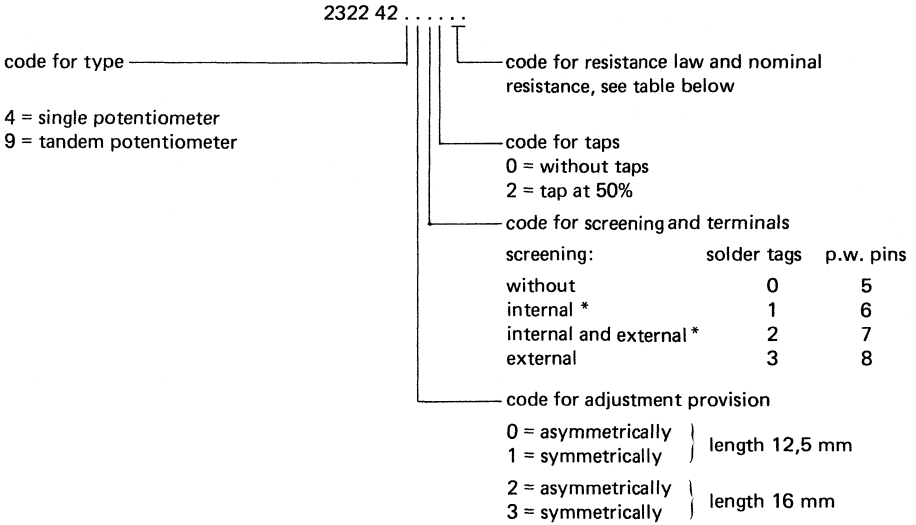 2322 42 . . . . . .
code for type
4 = single potentiometer
9 = tandem potentiometer
code for resistance law and nominal
resistance, see table below
code for taps
0 = without taps
2 = tap at 50%
code for screening and terminals
screening: solder tags p.w. pins
without 0 5
internal * 1 6
internal and external * 2 7
external 3 8
code for adjustment provision
0 = asymmetrically
1 = symmetrically
length 12,5 mm
2 = asymmetrically
3 = symmetrically
length 16 mm